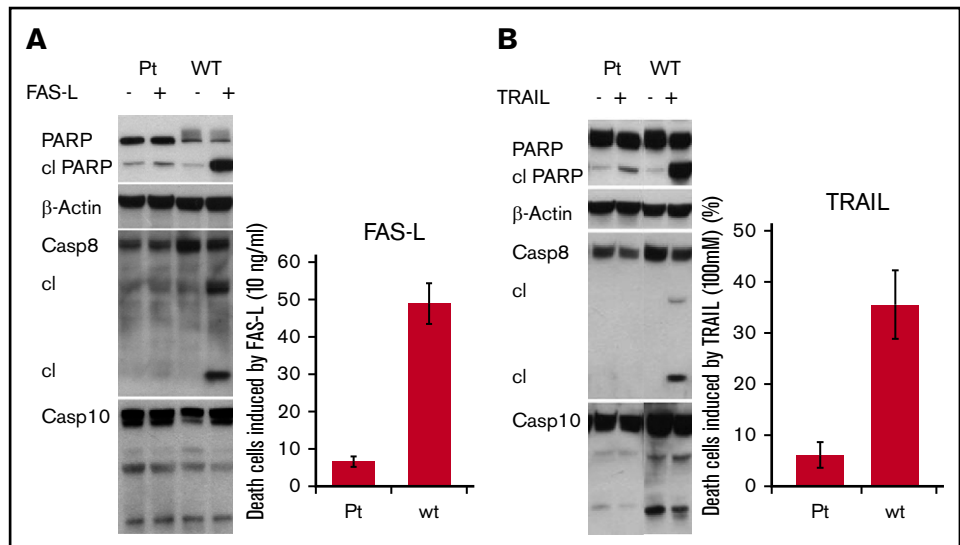 A
Pt WT
FAS-L - + - +
PARP
cl PARP
β-Actin
Casp8
cl
cl
Casp10
FAS-L
Death cells induced by FAS-L (10 ng/ml)
60
50
40
30
20
10
0
Pt wt
B
Pt WT
TRAIL - + - +
PARP
cl PARP
β-Actin
Casp8
cl
cl
Casp10
TRAIL
Death cells induced by TRAIL (100mM) (%)
50
40
30
20
10
0
Pt wt